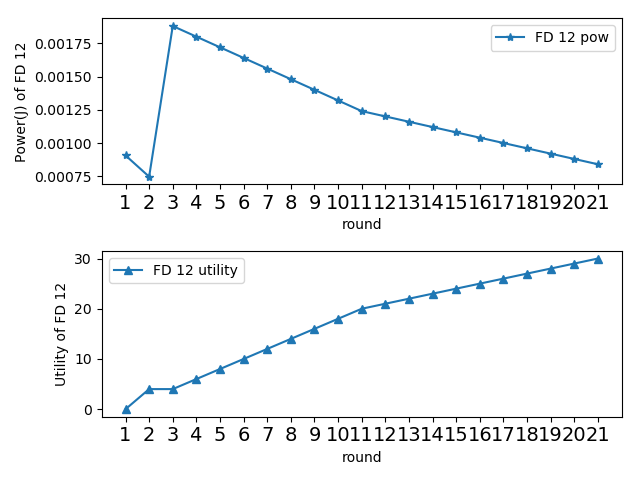 FD 12 pow
Power(J) of FD 12
0.00175
0.00150
0.00125
0.00100
0.00075
1 2 3 4 5 6 7 8 9 10 11 12 13 14 15 16 17 18 19 20 21
round
FD 12 utility
Utility of FD 12
30
20
10
0
1 2 3 4 5 6 7 8 9 10 11 12 13 14 15 16 17 18 19 20 21
round